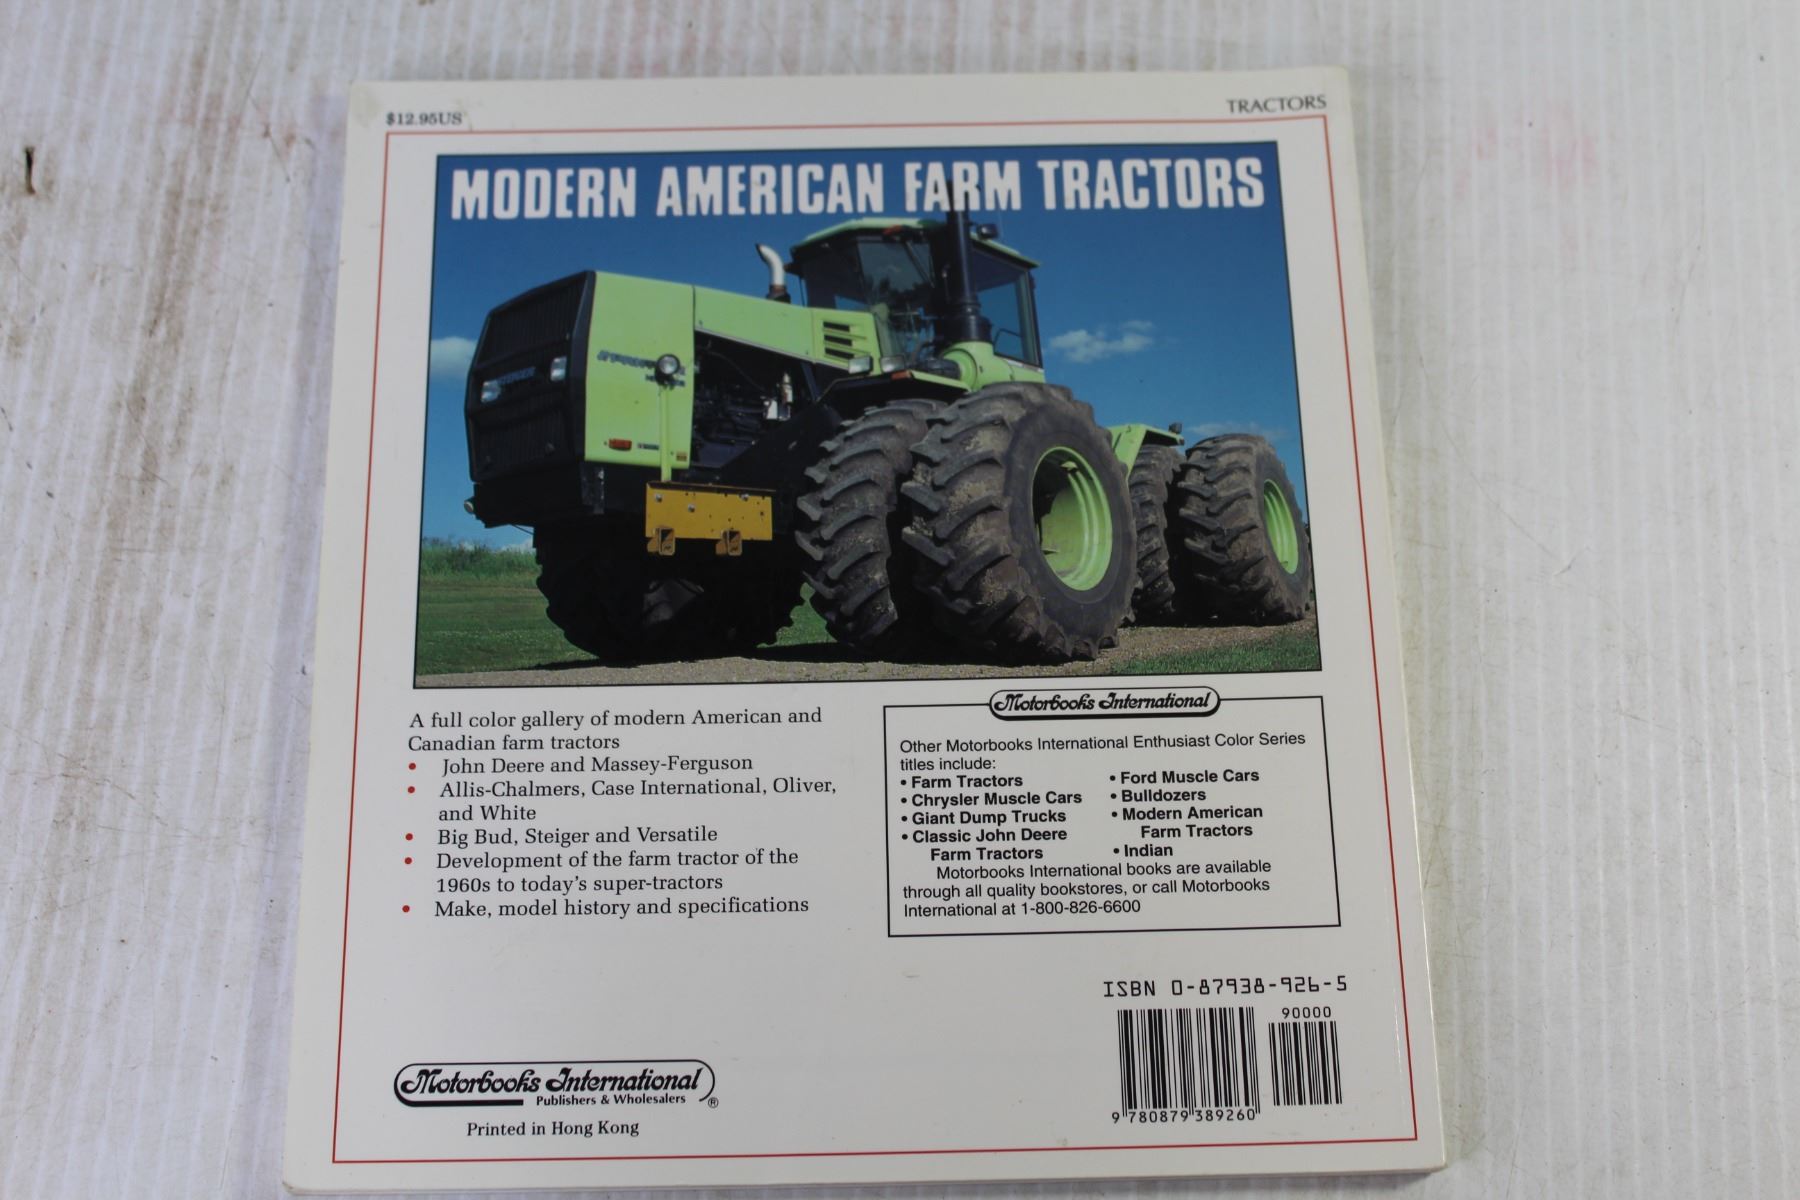 $12.95US
TRACTORS
MODERN AMERICAN FARM TRACTORS
A full color gallery of modern American and
Canadian farm tractors
• John Deere and Massey-Ferguson
• Allis-Chalmers, Case International, Oliver,
and White
• Big Bud, Steiger and Versatile
• Development of the farm tractor of the
1960s to today's super-tractors
• Make, model history and specifications
Motorbooks International
Other Motorbooks International Enthusiast Color Series
titles include:
• Farm Tractors
• Chrysler Muscle Cars
• Giant Dump Trucks
• Classic John Deere
Farm Tractors
• Ford Muscle Cars
• Bulldozers
• Modern American
Farm Tractors
• Indian
Motorbooks International books are available
through all quality bookstores, or call Motorbooks
International at 1-800-826-6600
ISBN 0-87938-926-5
90000
9 780879 389260
Motorbooks International
Publishers & Wholesalers ®
Printed in Hong Kong